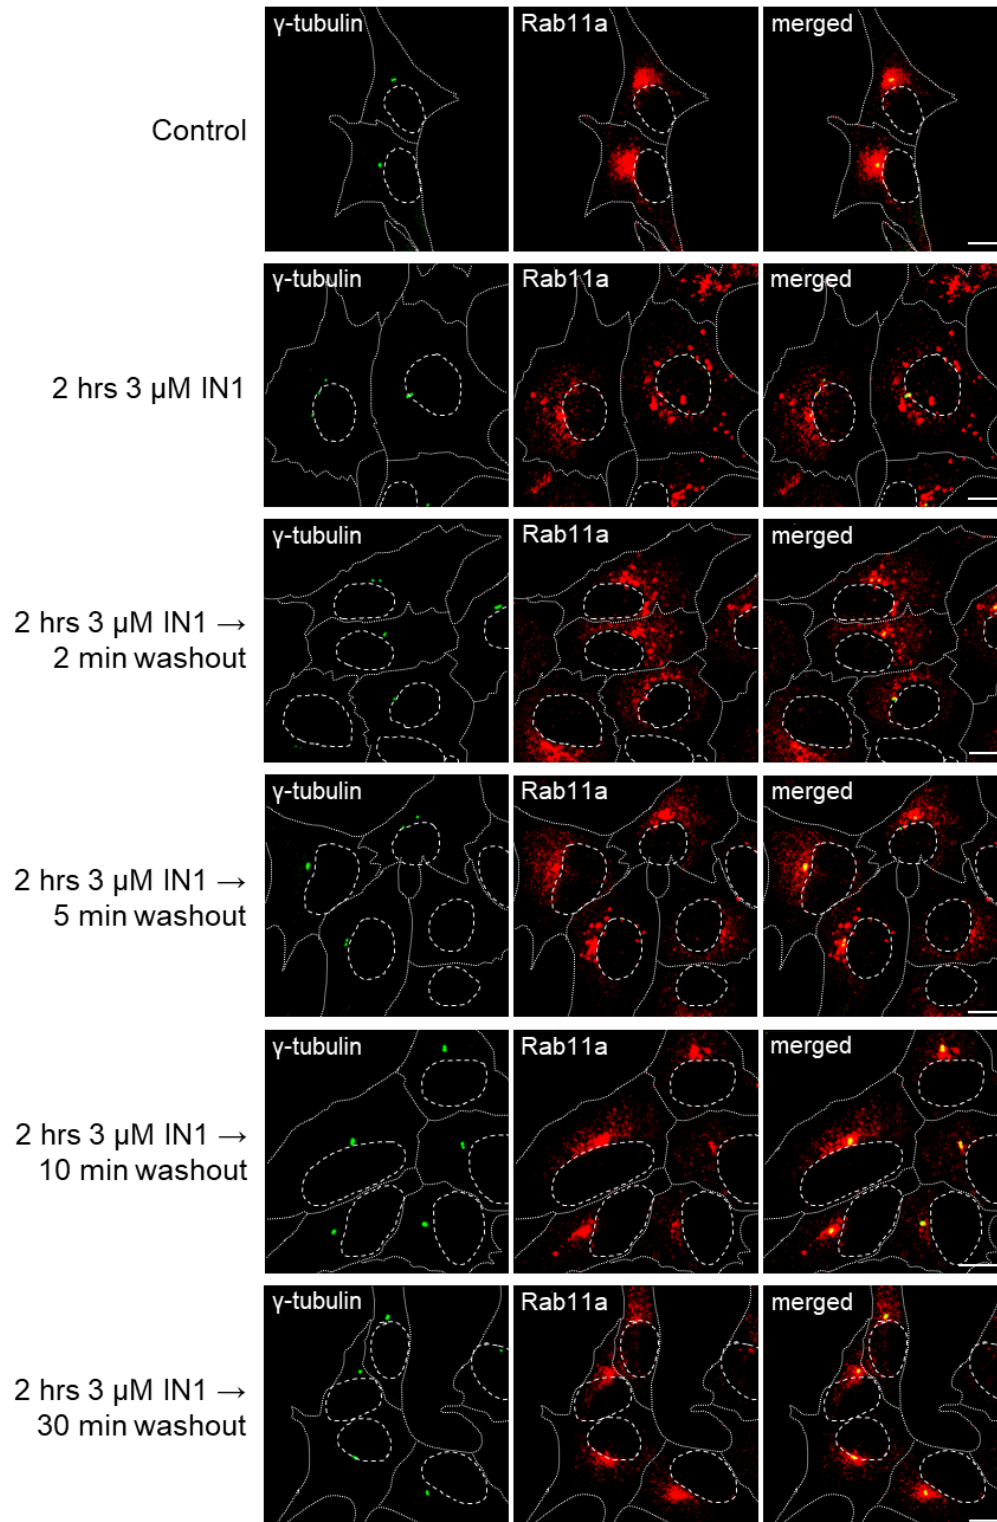 γ-tubulin Rab11a merged
Control
γ-tubulin Rab11a merged
2 hrs 3 μM IN1
γ-tubulin Rab11a merged
2 hrs 3 μM IN1 →
2 min washout
γ-tubulin Rab11a merged
2 hrs 3 μM IN1 →
5 min washout
γ-tubulin Rab11a merged
2 hrs 3 μM IN1 →
10 min washout
γ-tubulin Rab11a merged
2 hrs 3 μM IN1 →
30 min washout